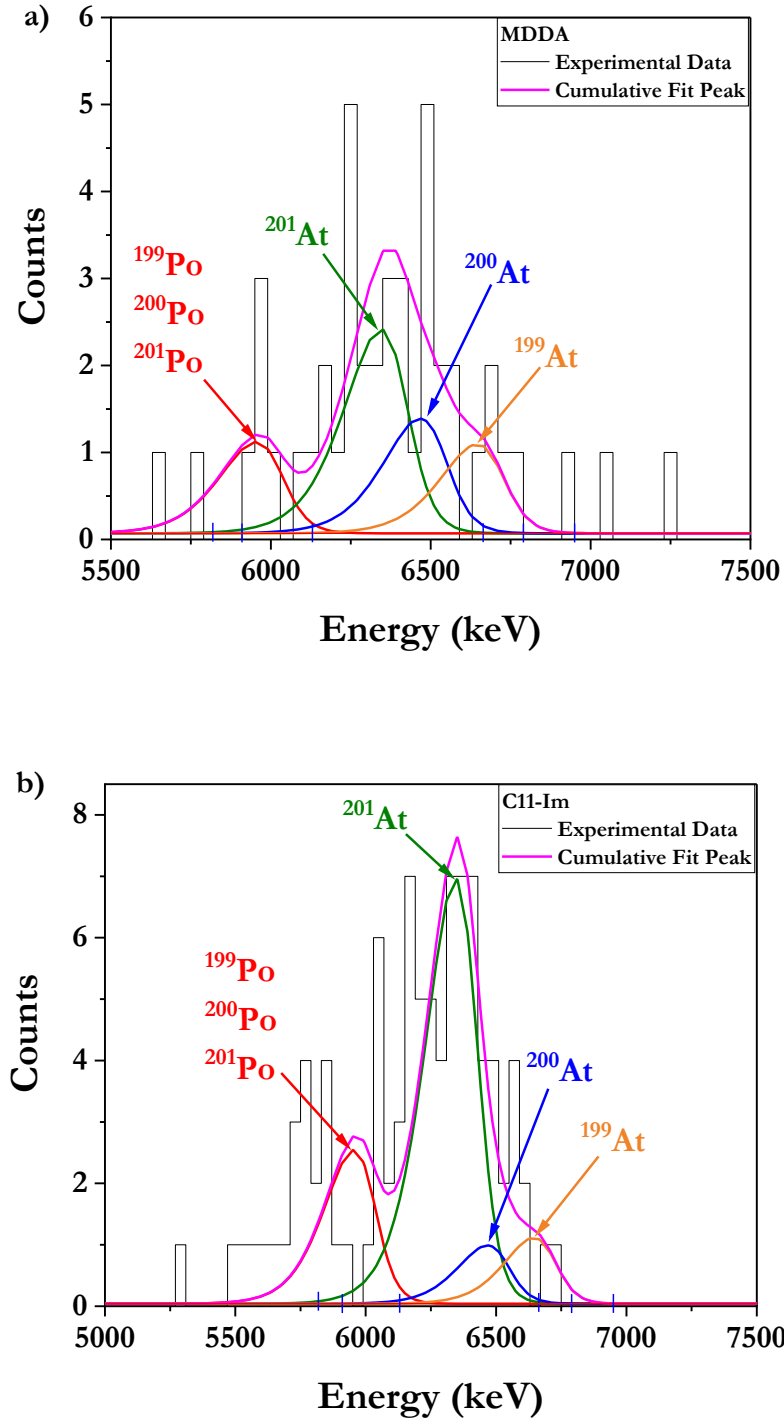 a)
6
5
4
3
2
1
0
Counts
MDDA
Experimental Data
Cumulative Fit Peak
¹⁹⁹Po
²⁰⁰Po
²⁰¹Po
²⁰¹At
²⁰⁰At
¹⁹⁹At
5500 6000 6500 7000 7500
Energy (keV)
b)
8
6
4
2
0
Counts
C11-Im
Experimental Data
Cumulative Fit Peak
²⁰¹At
¹⁹⁹Po
²⁰⁰Po
²⁰¹Po
²⁰⁰At
¹⁹⁹At
5000 5500 6000 6500 7000 7500
Energy (keV)